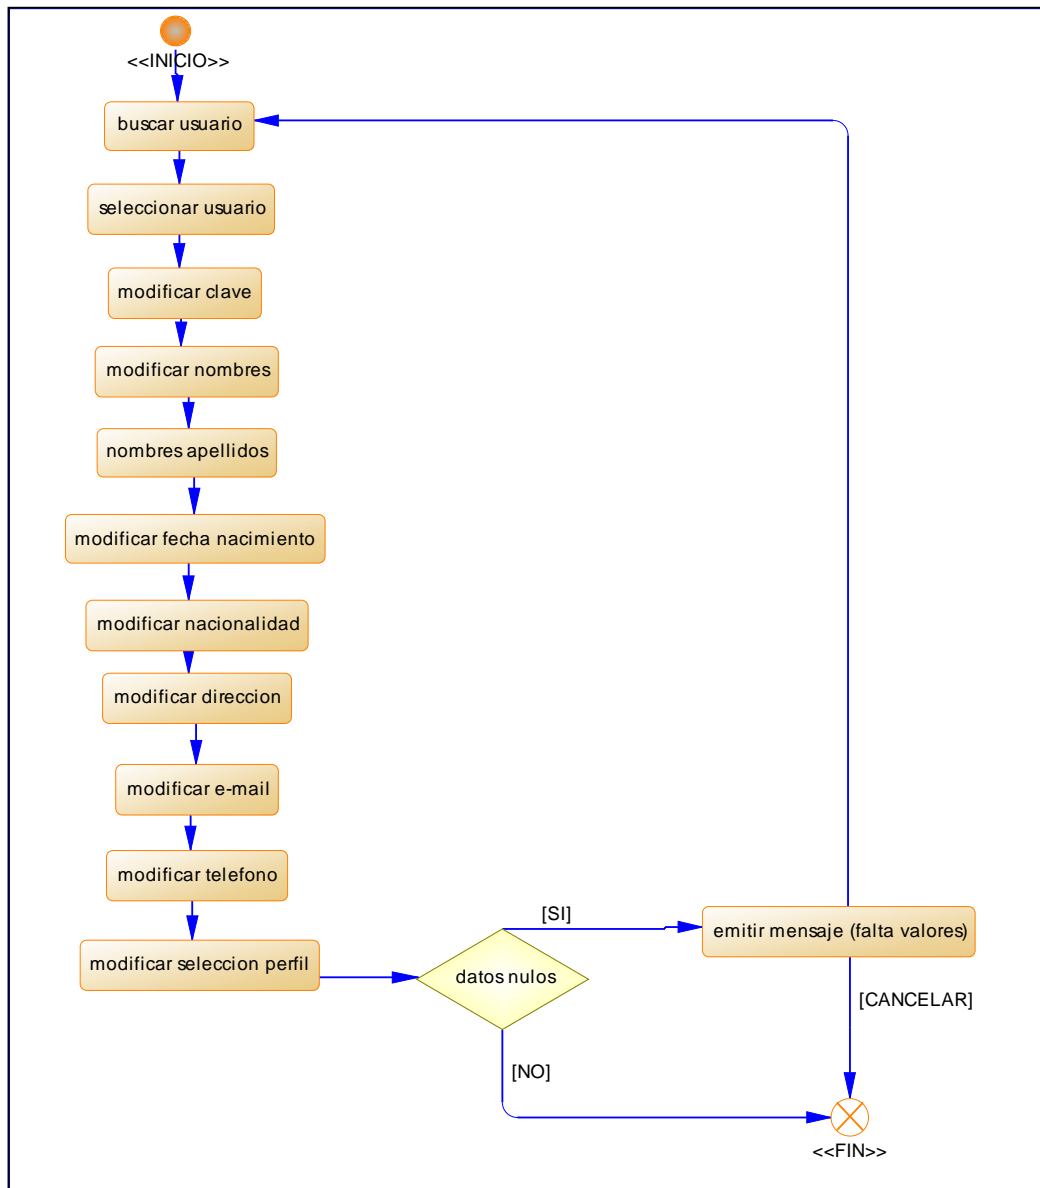 <<INICIO>>
buscar usuario
seleccionar usuario
modificar clave
modificar nombres
nombres apellidos
modificar fecha nacimiento
modificar nacionalidad
modificar direccion
modificar e-mail
modificar telefono
modificar seleccion perfil
datos nulos
[SI]
emitir mensaje (falta valores)
[CANCELAR]
[NO]
<<FIN>>